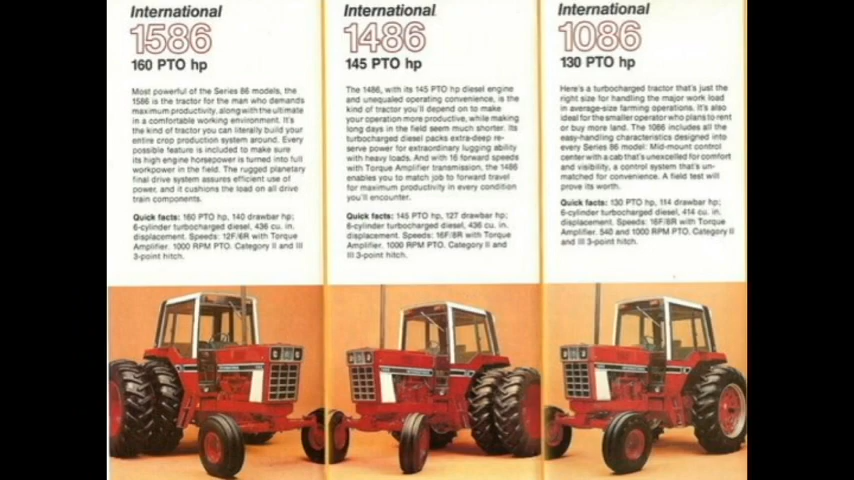 International
1586
160 PTO hp
Most powerful of the Series 86 models, the
1586 is the tractor for the man who demands
maximum productivity, along with the ultimate
in a comfortable working environment. It's
the kind of tractor you can literally build your
entire crop production system around. Every
possible feature is included to make sure
its high engine horsepower is turned into full
workpower in the field. The rugged planetary
final drive system assures efficient use of
power, and it cushions the load on all drive
train components.
Quick facts: 160 PTO hp, 140 drawbar hp;
6-cylinder turbocharged diesel, 436 cu. in.
displacement. Speeds: 12F/6R with Torque
Amplifier. 1000 RPM PTO. Category II and III
3-point hitch.
International
1486
145 PTO hp
The 1486, with its 145 PTO hp diesel engine
and unequaled operating convenience, is the
kind of tractor you'll depend on to make
your operation more productive, while making
long days in the field seem much shorter. Its
turbocharged diesel packs extra-deep re-
serve power for extraordinary lugging ability
with heavy loads. And with 16 forward speeds
with Torque Amplifier transmission, the 1486
enables you to match job to forward travel
for maximum productivity in every condition
you'll encounter.
Quick facts: 145 PTO hp, 127 drawbar hp;
6-cylinder turbocharged diesel, 436 cu. in.
displacement. Speeds: 16F/8R with Torque
Amplifier. 1000 RPM PTO. Category II and
III 3-point hitch.
International
1086
130 PTO hp
Here's a turbocharged tractor that's just the
right size for handling the major work load
in average-size farming operations. It's also
ideal for the smaller operator who plans to rent
or buy more land. The 1086 includes all the
easy-handling characteristics designed into
every Series 86 model: Mid-mount control
center with a cab that's unexcelled for comfort
and visibility, a control system that's un-
matched for convenience. A field test will
prove its worth.
Quick facts: 130 PTO hp, 114 drawbar hp;
6-cylinder turbocharged diesel, 414 cu. in.
displacement. Speeds: 16F/8R with Torque
Amplifier. 540 and 1000 RPM PTO. Category II
and III 3-point hitch.